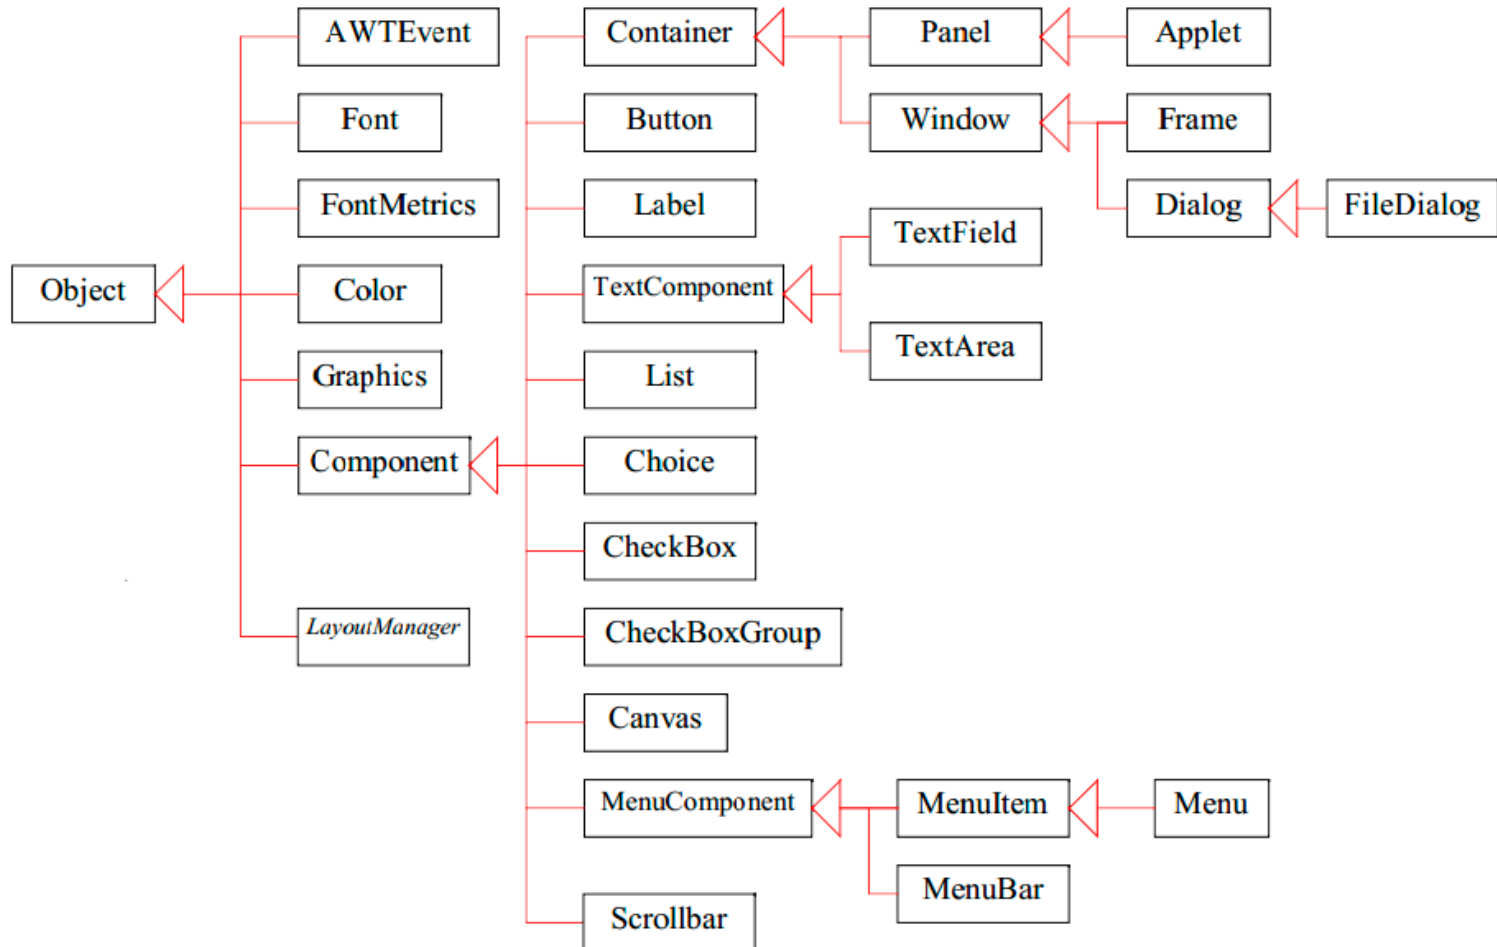 AWTEvent
Container
Panel
Applet
Font
Button
Window
Frame
FontMetrics
Label
Dialog
FileDialog
TextField
Object
Color
TextComponent
TextArea
Graphics
List
Component
Choice
CheckBox
LayoutManager
CheckBoxGroup
Canvas
MenuComponent
MenuItem
Menu
MenuBar
Scrollbar